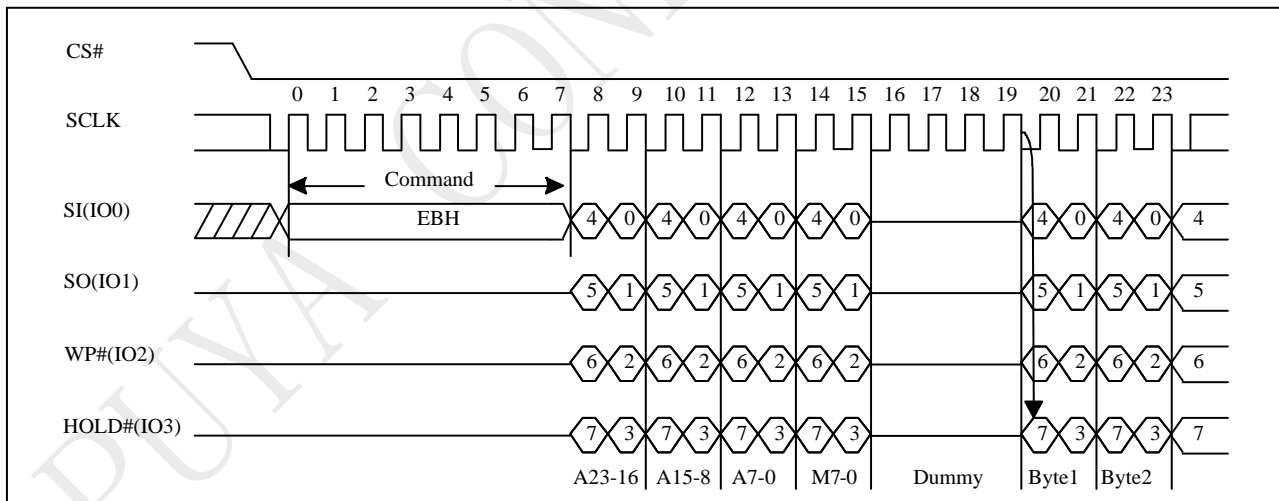 CS#
0 1 2 3 4 5 6 7 8 9 10 11 12 13 14 15 16 17 18 19 20 21 22 23
SCLK
Command
SI(IO0) EBH 4 0 4 0 4 0 4 0 4 0 4 0 4
SO(IO1) 5 1 5 1 5 1 5 1 5 1 5 1 5
WP#(IO2) 6 2 6 2 6 2 6 2 6 2 6 2 6
HOLD#(IO3) 7 3 7 3 7 3 7 3 7 3 7 3 7
A23-16 A15-8 A7-0 M7-0 Dummy Byte1 Byte2
PUYA CON